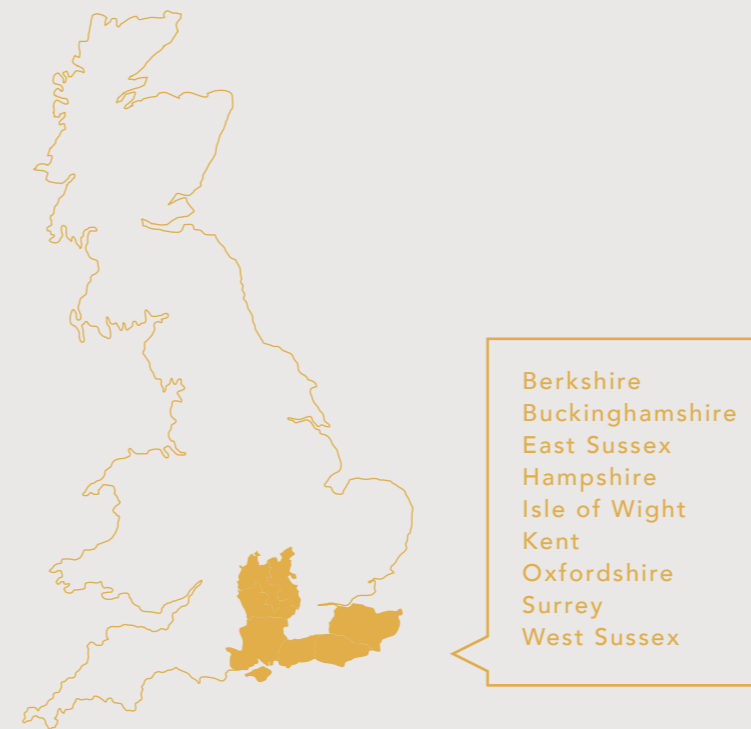 Berkshire
Buckinghamshire
East Sussex
Hampshire
Isle of Wight
Kent
Oxfordshire
Surrey
West Sussex